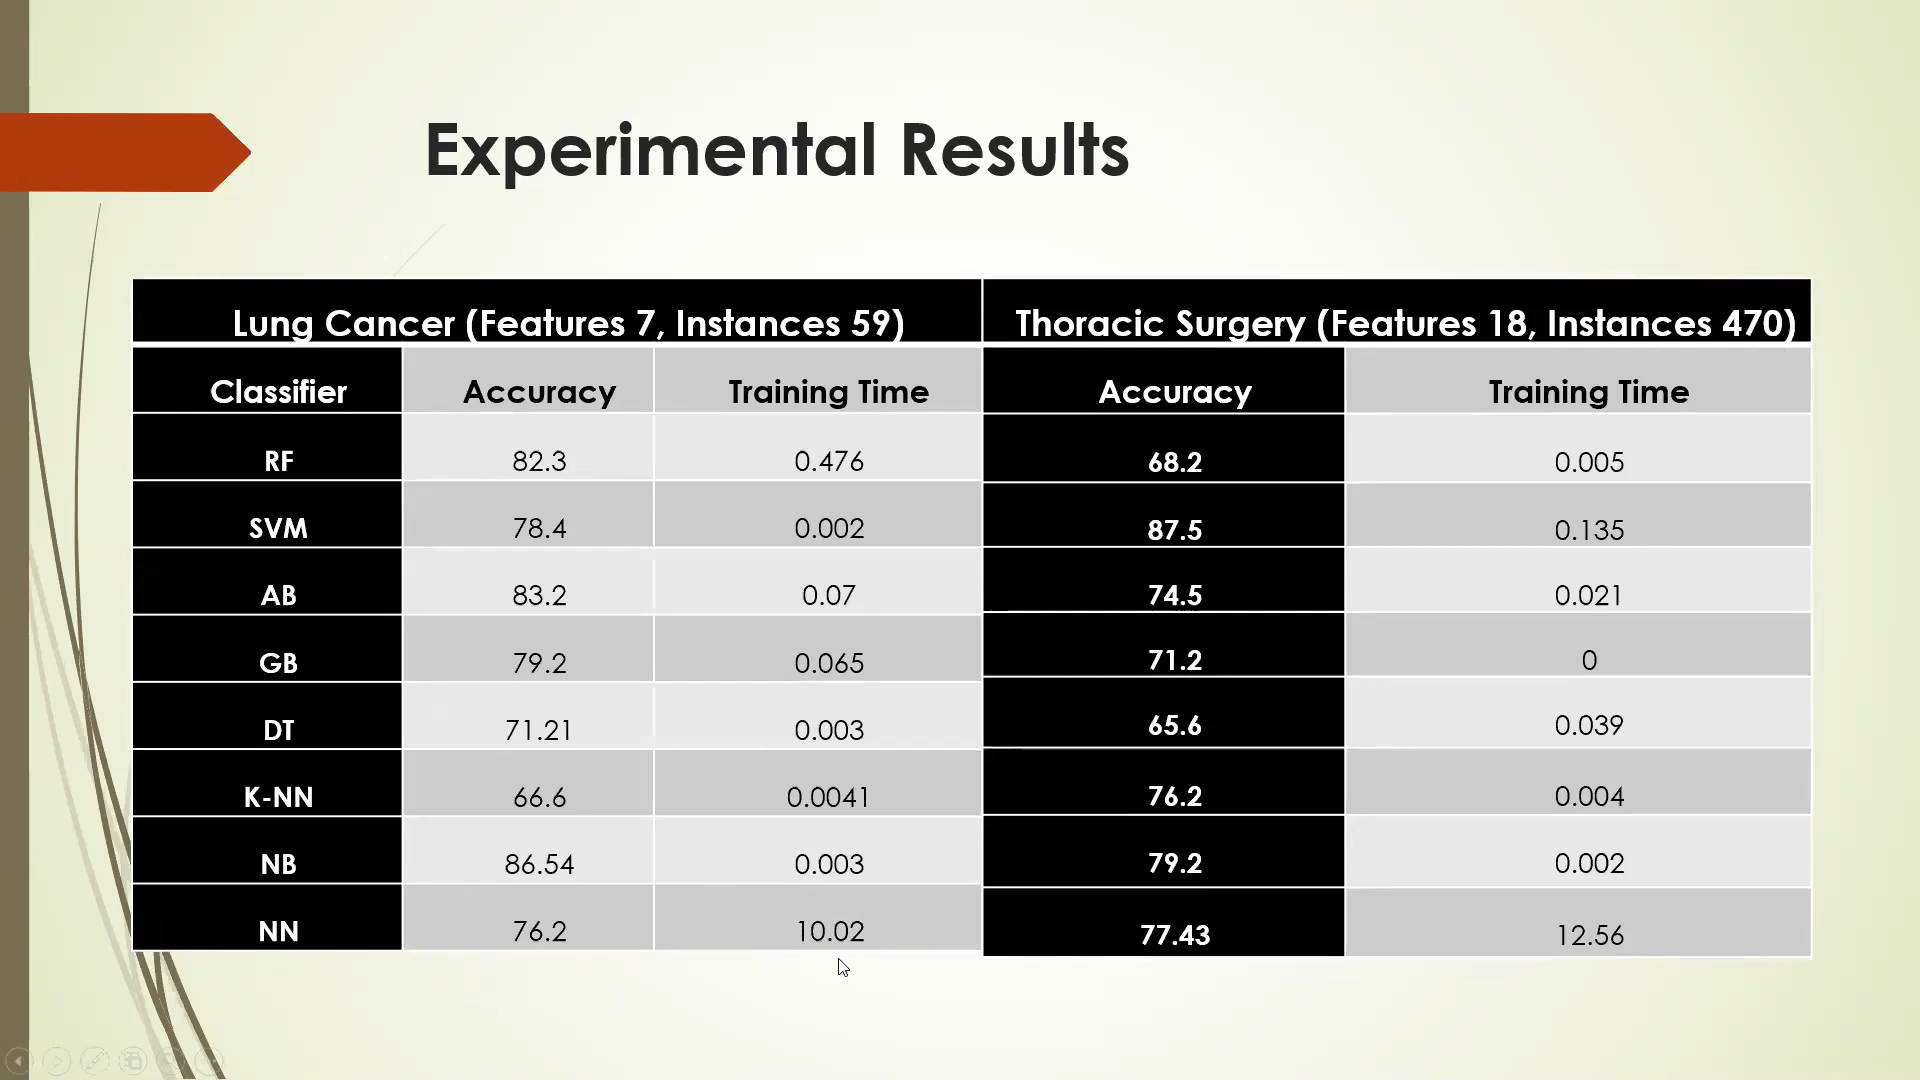 Experimental Results
Lung Cancer (Features 7, Instances 59) Thoracic Surgery (Features 18, Instances 470)
Classifier Accuracy Training Time Accuracy Training Time
RF 82.3 0.476 68.2 0.005
SVM 78.4 0.002 87.5 0.135
AB 83.2 0.07 74.5 0.021
GB 79.2 0.065 71.2 0
DT 71.21 0.003 65.6 0.039
K-NN 66.6 0.0041 76.2 0.004
NB 86.54 0.003 79.2 0.002
NN 76.2 10.02 77.43 12.56